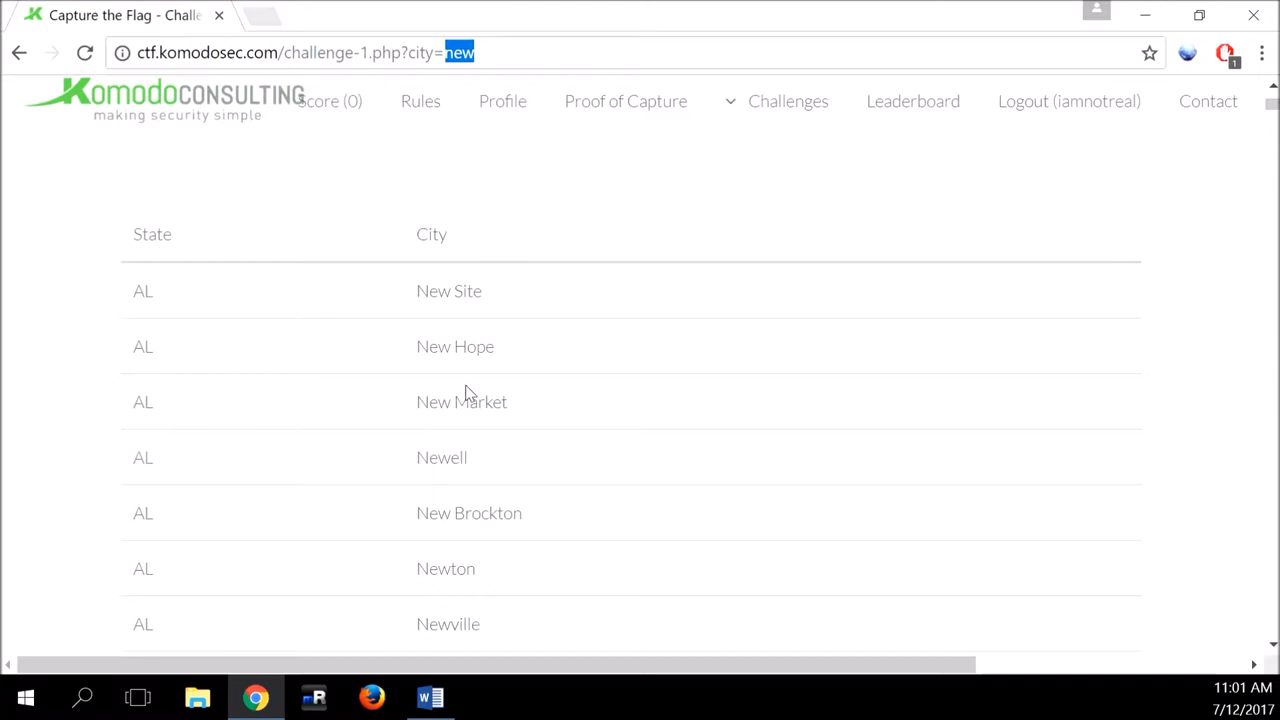 Capture the Flag - Challe
ctf.komodosec.com/challenge-1.php?city=new
1
KomodoCONSULTING
making security simple
Score (0)
Rules
Profile
Proof of Capture
Challenges
Leaderboard
Logout (iamnotreal)
Contact
State City
AL New Site
AL New Hope
AL New Market
AL Newell
AL New Brockton
AL Newton
AL Newville
11:01 AM
7/12/2017